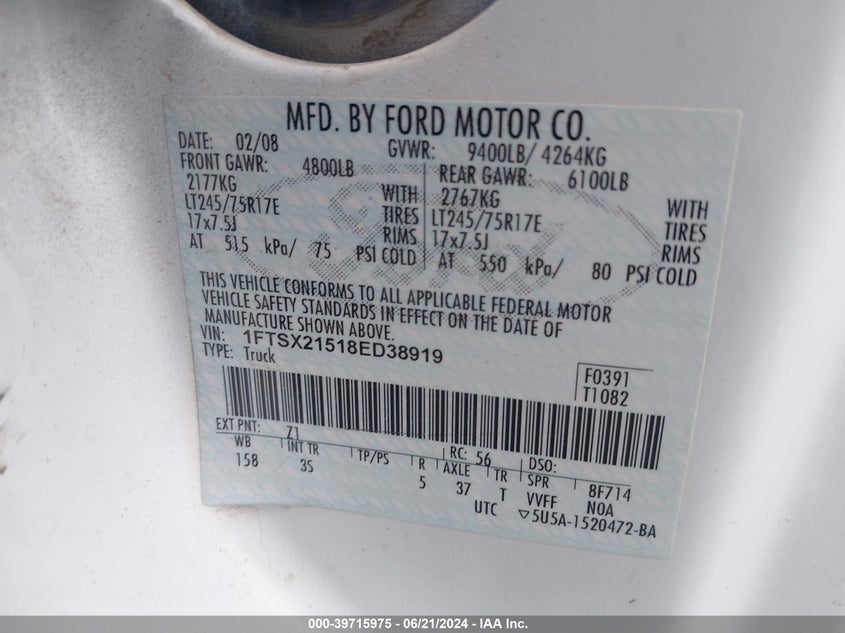 MFD. BY FORD MOTOR CO.
DATE: 02/08 GVWR: 9400LB/ 4264KG
FRONT GAWR: 4800LB REAR GAWR: 6100LB
2177KG WITH 2767KG WITH
LT245/75R17E TIRES LT245/75R17E TIRES
17x7.5J RIMS 17x7.5J RIMS
AT 515 kPa/ 75 PSI COLD AT 550 kPa/ 80 PSI COLD
THIS VEHICLE CONFORMS TO ALL APPLICABLE FEDERAL MOTOR
VEHICLE SAFETY STANDARDS IN EFFECT ON THE DATE OF
MANUFACTURE SHOWN ABOVE.
VIN: 1FTSX21518ED38919
TYPE: Truck
F0391
T1082
EXT PNT: Z1 RC: 56 DSO:
WB INT TR TP/PS R AXLE TR SPR 8F714
158 3S 5 37 T VVFF NOA
UTC ▽5U5A-1520472-BA
000-39715975 - 06/21/2024 - IAA Inc.